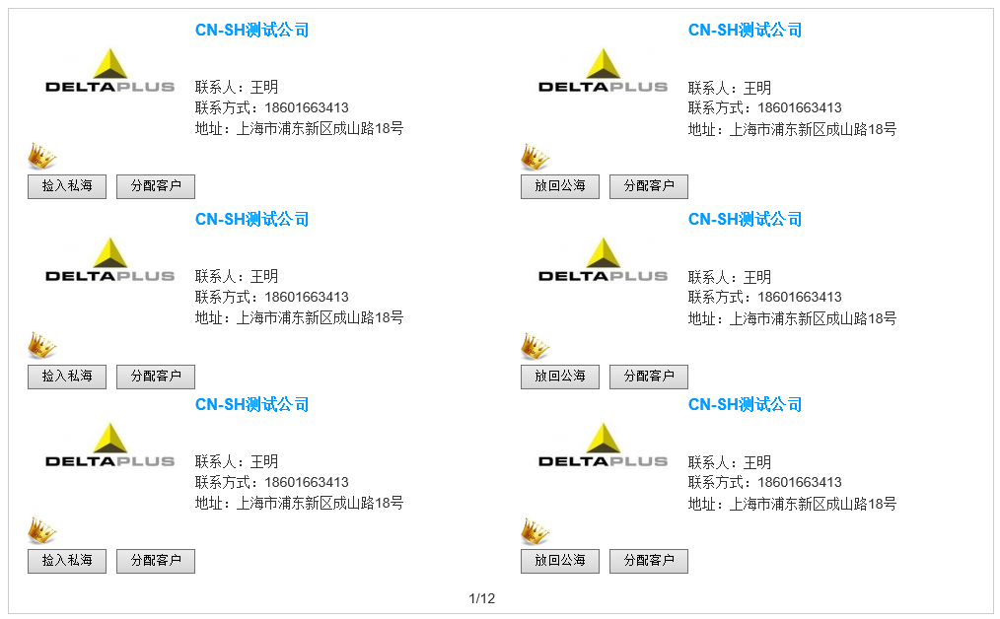 CN-SH测试公司
DELTAPLUS
联系人：王明
联系方式：18601663413
地址：上海市浦东新区成山路18号
捡入私海 分配客户
CN-SH测试公司
DELTAPLUS
联系人：王明
联系方式：18601663413
地址：上海市浦东新区成山路18号
放回公海 分配客户
CN-SH测试公司
DELTAPLUS
联系人：王明
联系方式：18601663413
地址：上海市浦东新区成山路18号
捡入私海 分配客户
CN-SH测试公司
DELTAPLUS
联系人：王明
联系方式：18601663413
地址：上海市浦东新区成山路18号
放回公海 分配客户
CN-SH测试公司
DELTAPLUS
联系人：王明
联系方式：18601663413
地址：上海市浦东新区成山路18号
捡入私海 分配客户
CN-SH测试公司
DELTAPLUS
联系人：王明
联系方式：18601663413
地址：上海市浦东新区成山路18号
放回公海 分配客户
1/12